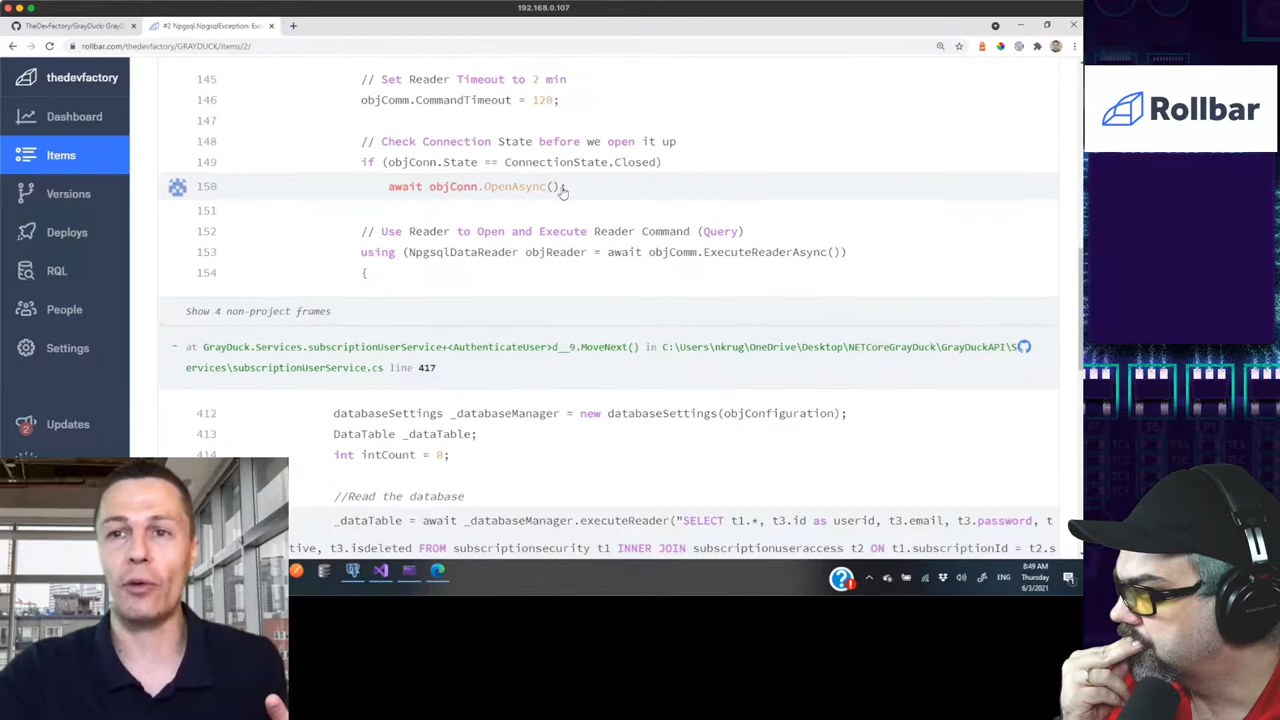 192.168.0.107
TheDevFactory/GrayDuck: GrayD
#2 Npgsql.NpgsqlException: Exc
rollbar.com/thedevfactory/GRAYDUCK/items/2/
thedevfactory
Dashboard
Items
Versions
Deploys
RQL
People
Settings
Updates
2
145 // Set Reader Timeout to 2 min
146 objComm.CommandTimeout = 120;
147
148 // Check Connection State before we open it up
149 if (objConn.State == ConnectionState.Closed)
150 await objConn.OpenAsync();
151
152 // Use Reader to Open and Execute Reader Command (Query)
153 using (NpgsqlDataReader objReader = await objComm.ExecuteReaderAsync())
154 {
Show 4 non-project frames
- at GrayDuck.Services.subscriptionUserService+<AuthenticateUser>d__9.MoveNext() in C:\Users\nkrug\OneDrive\Desktop\NETCoreGrayDuck\GrayDuckAPI\S
ervices\subscriptionUserService.cs line 417
412 databaseSettings _databaseManager = new databaseSettings(objConfiguration);
413 DataTable _dataTable;
414 int intCount = 0;
//Read the database
_dataTable = await _databaseManager.executeReader("SELECT t1.*, t3.id as userid, t3.email, t3.password, t
tive, t3.isdeleted FROM subscriptionsecurity t1 INNER JOIN subscriptionuseraccess t2 ON t1.subscriptionId = t2.s
ENG
8:49 AM
Thursday
6/3/2021
Rollbar